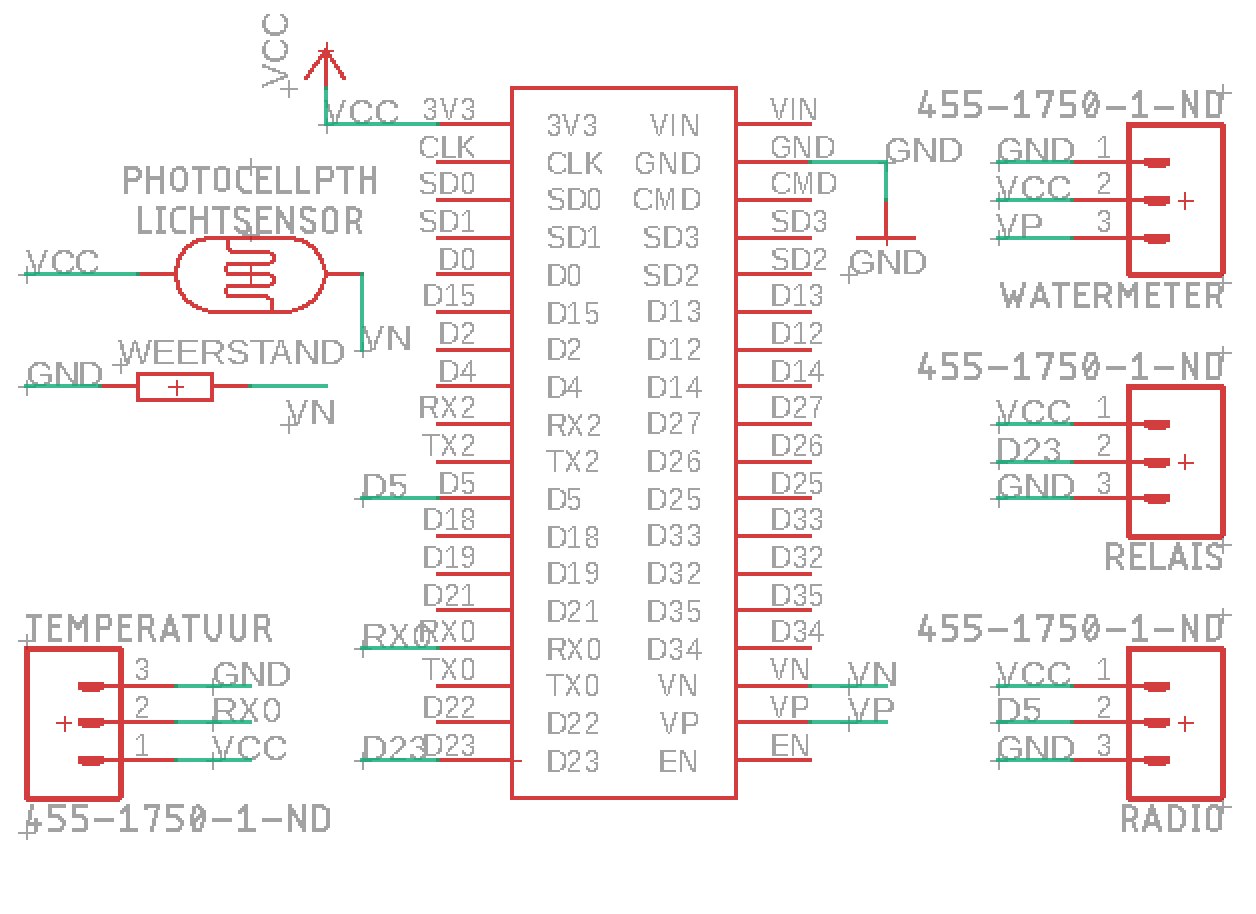 VCC
VCC 3V3
CLK
SD0
SD1
D0
D15
D2
D4
RX2
TX2
D5 D5
D18
D19
D21
RX0 RX0
TX0
D22
D23 D23
3V3 VIN
CLK GND
SD0 CMD
SD1 SD3
D0 SD2
D15 D13
D2 D12
D4 D14
RX2 D27
TX2 D26
D5 D25
D18 D33
D19 D32
D21 D35
RX0 D34
TX0 VN
D22 VP
D23 EN
VIN
GND GND
CMD
SD3
SD2 GND
D13
D12
D14
D27
D26
D25
D33
D32
D35
D34
VN VN
VP VP
EN
PHOTOCELLPTH
LICHTSENSOR
VCC
VN
WEERSTAND
GND
VN
TEMPERATUUR
3 GND
2 RX0
1 VCC
455-1750-1-ND
455-1750-1-ND
GND 1
VCC 2
VP 3
WATERMETER
455-1750-1-ND
VCC 1
D23 2
GND 3
RELAIS
455-1750-1-ND
VCC 1
D5 2
GND 3
RADIO